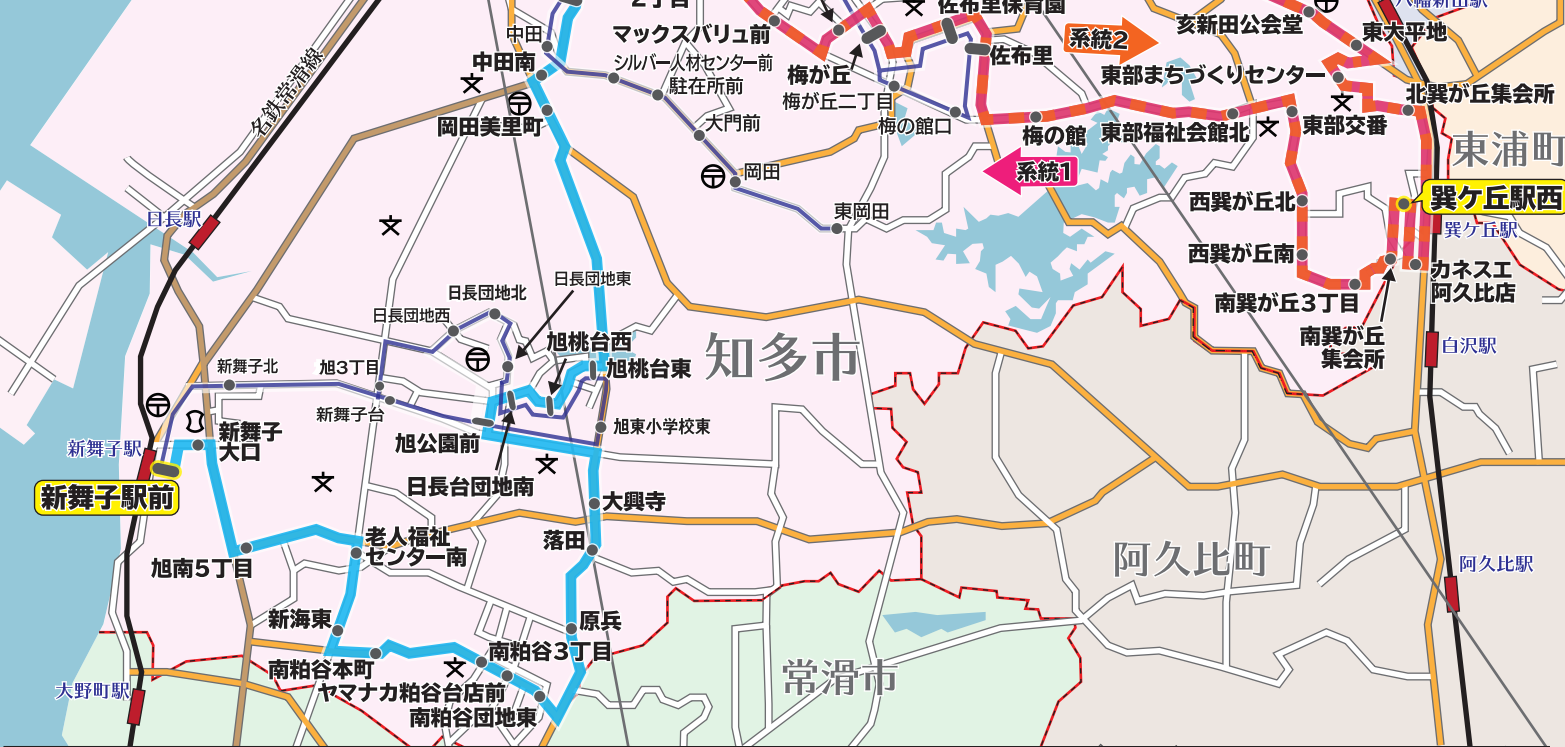 2丁目
佐布里保育園
八幡新田駅
中田
マックスバリュ前
系統2
亥新田公会堂
東大平地
中田南
シルバー人材センター前
駐在所前
梅が丘
佐布里
東部まちづくりセンター
名鉄常滑線
岡田美里町
大門前
梅が丘二丁目
梅の館口
梅の館
東部福祉会館北
東部交番
北巽が丘集会所
東浦町
岡田
系統1
巽ケ丘駅西
日長駅
東岡田
西巽が丘北
巽ケ丘駅
西巽が丘南
カネスエ
阿久比店
日長団地東
日長団地北
日長団地西
南巽が丘3丁目
南巽が丘
集会所
白沢駅
旭桃台西
知多市
新舞子北
旭3丁目
旭桃台東
新舞子台
旭公園前
旭東小学校東
新舞子
大口
新舞子駅
新舞子駅前
日長台団地南
大興寺
老人福祉
センター南
落田
旭南5丁目
阿久比町
阿久比駅
新海東
原兵
南粕谷本町
南粕谷3丁目
ヤマナカ粕谷台店前
南粕谷団地東
大野町駅
常滑市